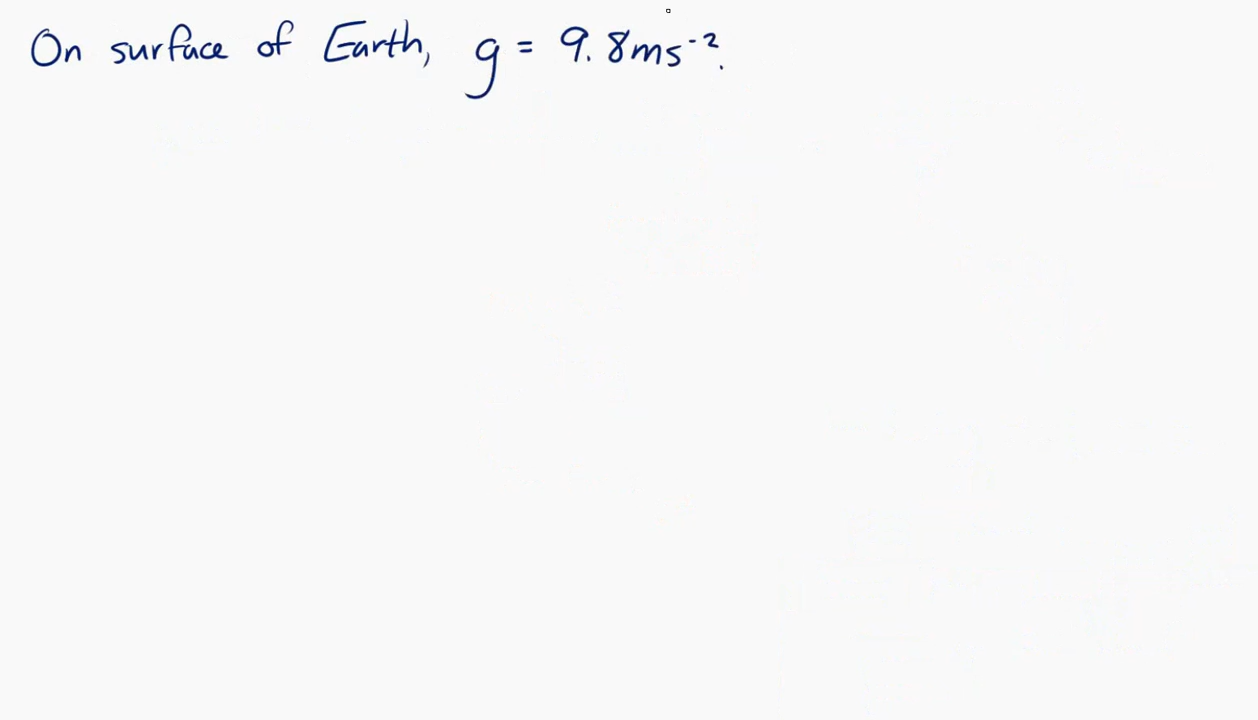 On surface of Earth, g = 9.8ms⁻².